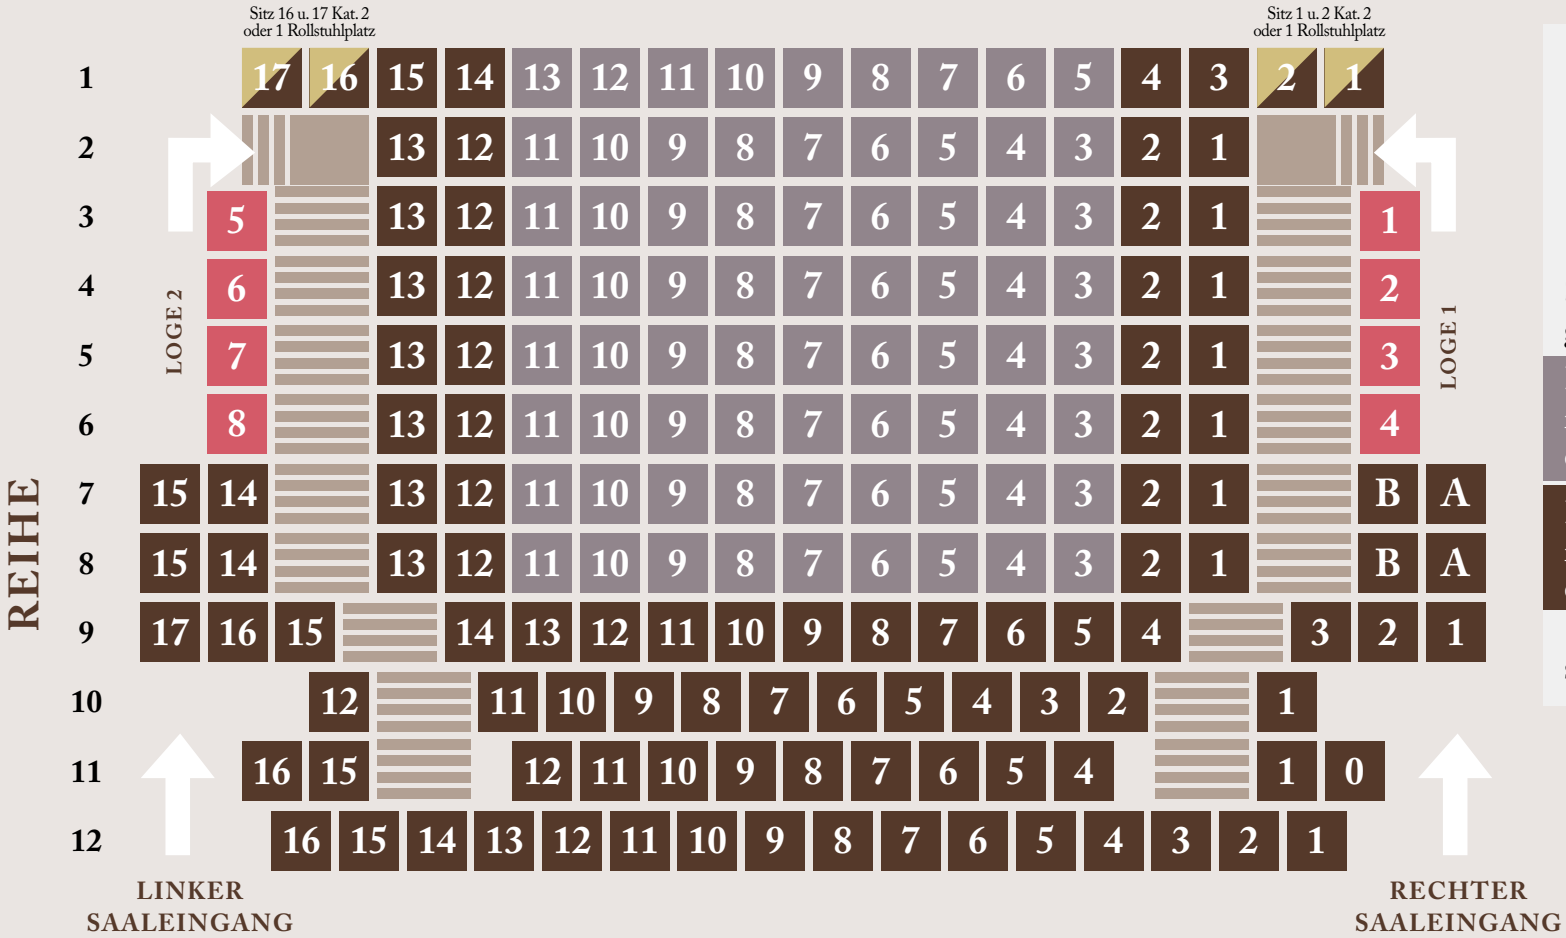 Sitz 16 u. 17 Kat. 2
oder 1 Rollstuhlplatz
Sitz 1 u. 2 Kat. 2
oder 1 Rollstuhlplatz
1 17 16 15 14 13 12 11 10 9 8 7 6 5 4 3 2 1
2 13 12 11 10 9 8 7 6 5 4 3 2 1
3 5 13 12 11 10 9 8 7 6 5 4 3 2 1 1
4 6 13 12 11 10 9 8 7 6 5 4 3 2 1 2
5 7 13 12 11 10 9 8 7 6 5 4 3 2 1 3
6 8 13 12 11 10 9 8 7 6 5 4 3 2 1 4
LOGE 2
LOGE 1
7 15 14 13 12 11 10 9 8 7 6 5 4 3 2 1 B A
8 15 14 13 12 11 10 9 8 7 6 5 4 3 2 1 B A
REIHE
9 17 16 15 14 13 12 11 10 9 8 7 6 5 4 3 2 1
10 12 11 10 9 8 7 6 5 4 3 2 1
11 16 15 12 11 10 9 8 7 6 5 4 1 0
12 16 15 14 13 12 11 10 9 8 7 6 5 4 3 2 1
LINKER
SAALEINGANG
RECHTER
SAALEINGANG